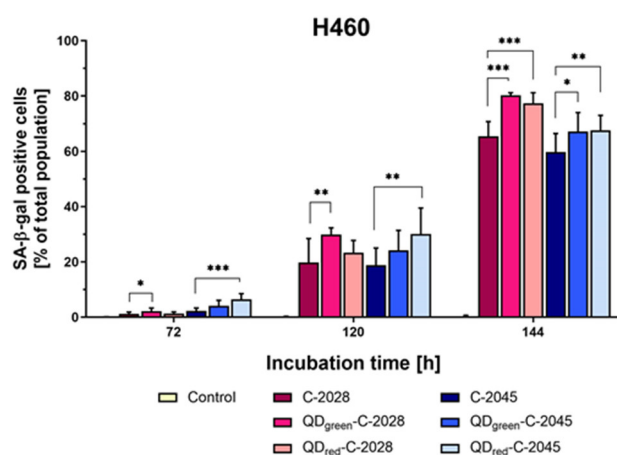 H460
SA-β-gal positive cells
[% of total population]
100
80
60
40
20
0
* *** ** ** *** *** ** *
72 120 144
Incubation time [h]
Control C-2028 C-2045
QDgreen-C-2028 QDgreen-C-2045
QDred-C-2028 QDred-C-2045